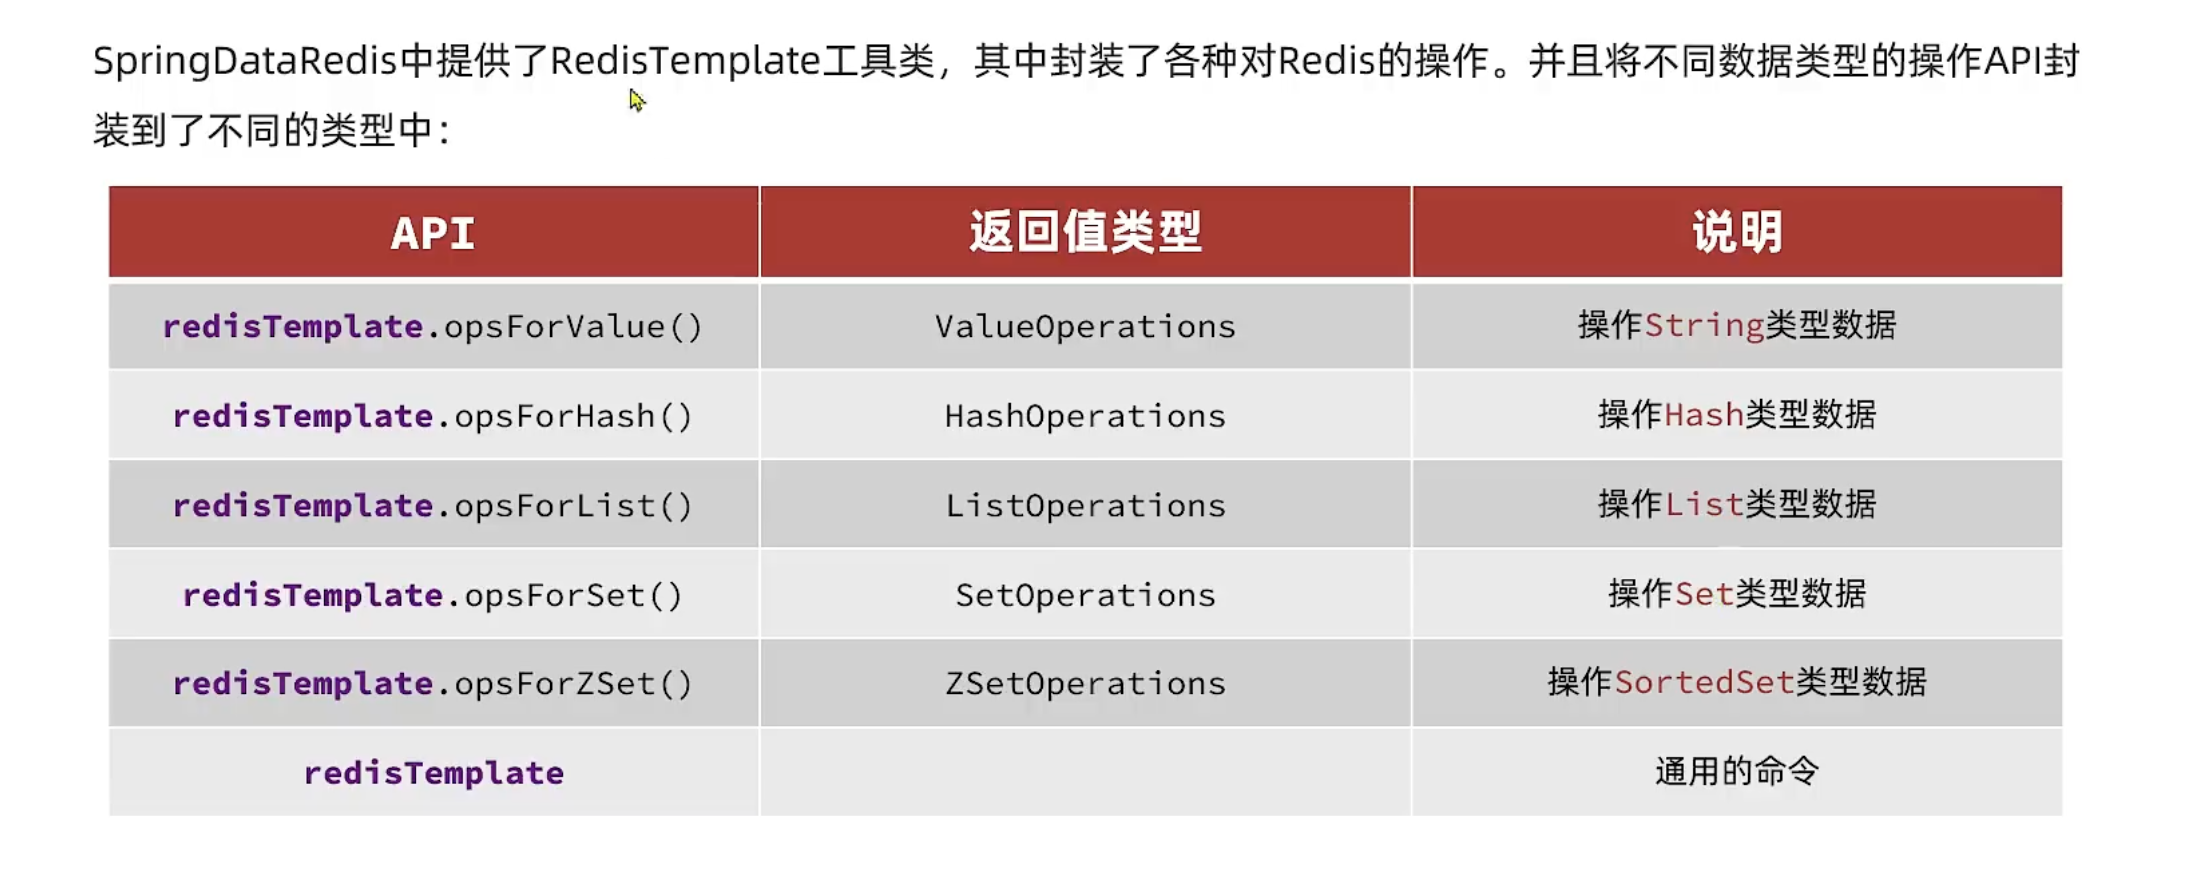 SpringDataRedis中提供了RedisTemplate工具类，其中封装了各种对Redis的操作。并且将不同数据类型的操作API封
装到了不同的类型中：
API 返回值类型 说明
redisTemplate.opsForValue() ValueOperations 操作String类型数据
redisTemplate.opsForHash() HashOperations 操作Hash类型数据
redisTemplate.opsForList() ListOperations 操作List类型数据
redisTemplate.opsForSet() SetOperations 操作Set类型数据
redisTemplate.opsForZSet() ZSetOperations 操作SortedSet类型数据
redisTemplate 通用的命令